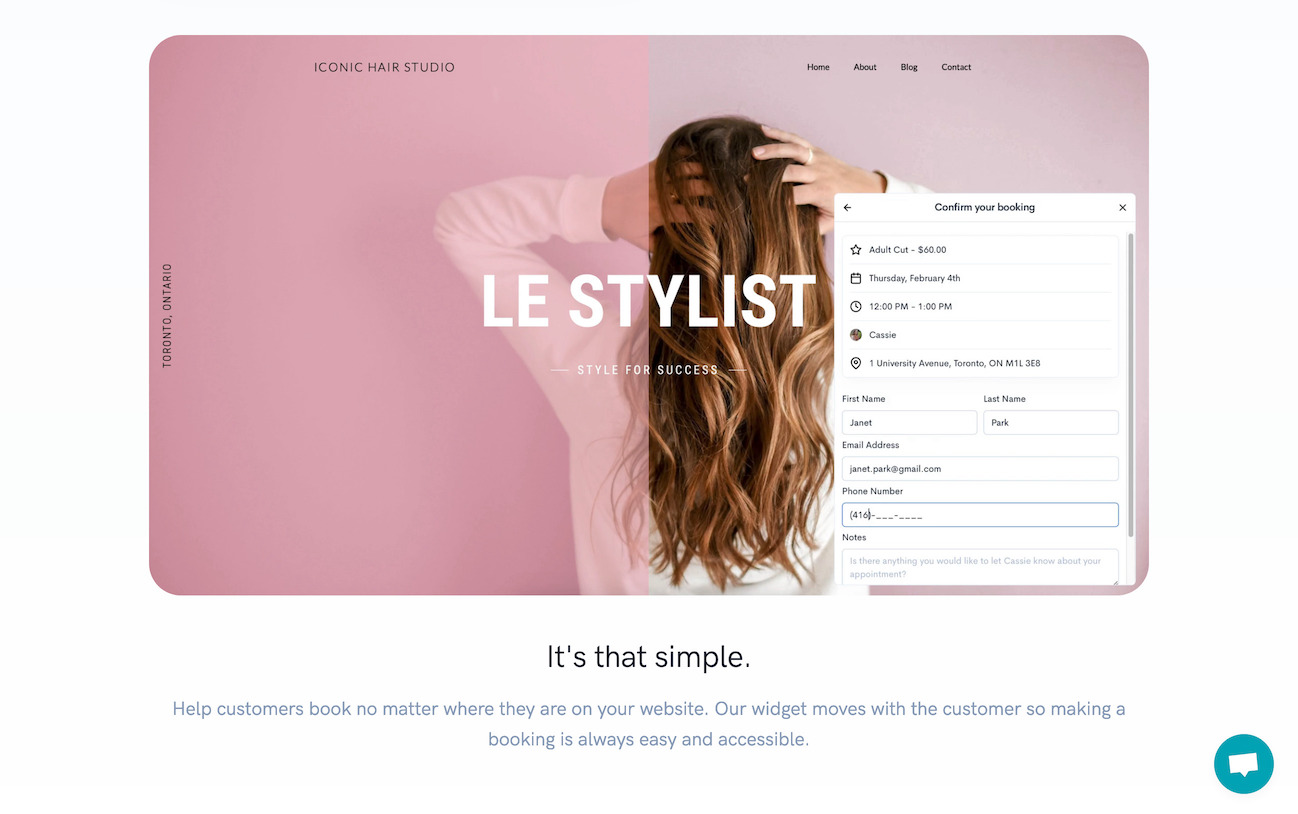 ICONIC HAIR STUDIO
Home About Blog Contact
TORONTO, ONTARIO
LE STYLIST
STYLE FOR SUCCESS
Confirm your booking
Adult Cut - $60.00
Thursday, February 4th
12:00 PM - 1:00 PM
Cassie
1 University Avenue, Toronto, ON M1L 3E8
First Name Last Name
Janet Park
Email Address
janet.park@gmail.com
Phone Number
(416)-___-____
Notes
Is there anything you would like to let Cassie know about your
appointment?
It's that simple.
Help customers book no matter where they are on your website. Our widget moves with the customer so making a
booking is always easy and accessible.